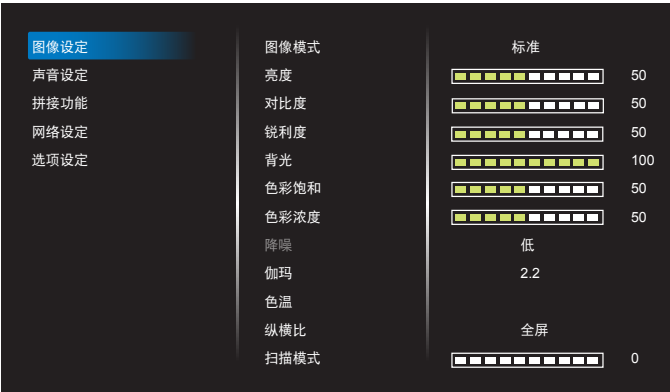 图像设定 图像模式 标准
声音设定 亮度 50
拼接功能 对比度 50
网络设定 锐利度 50
选项设定 背光 100
色彩饱和 50
色彩浓度 50
降噪 低
伽玛 2.2
色温
纵横比 全屏
扫描模式 0